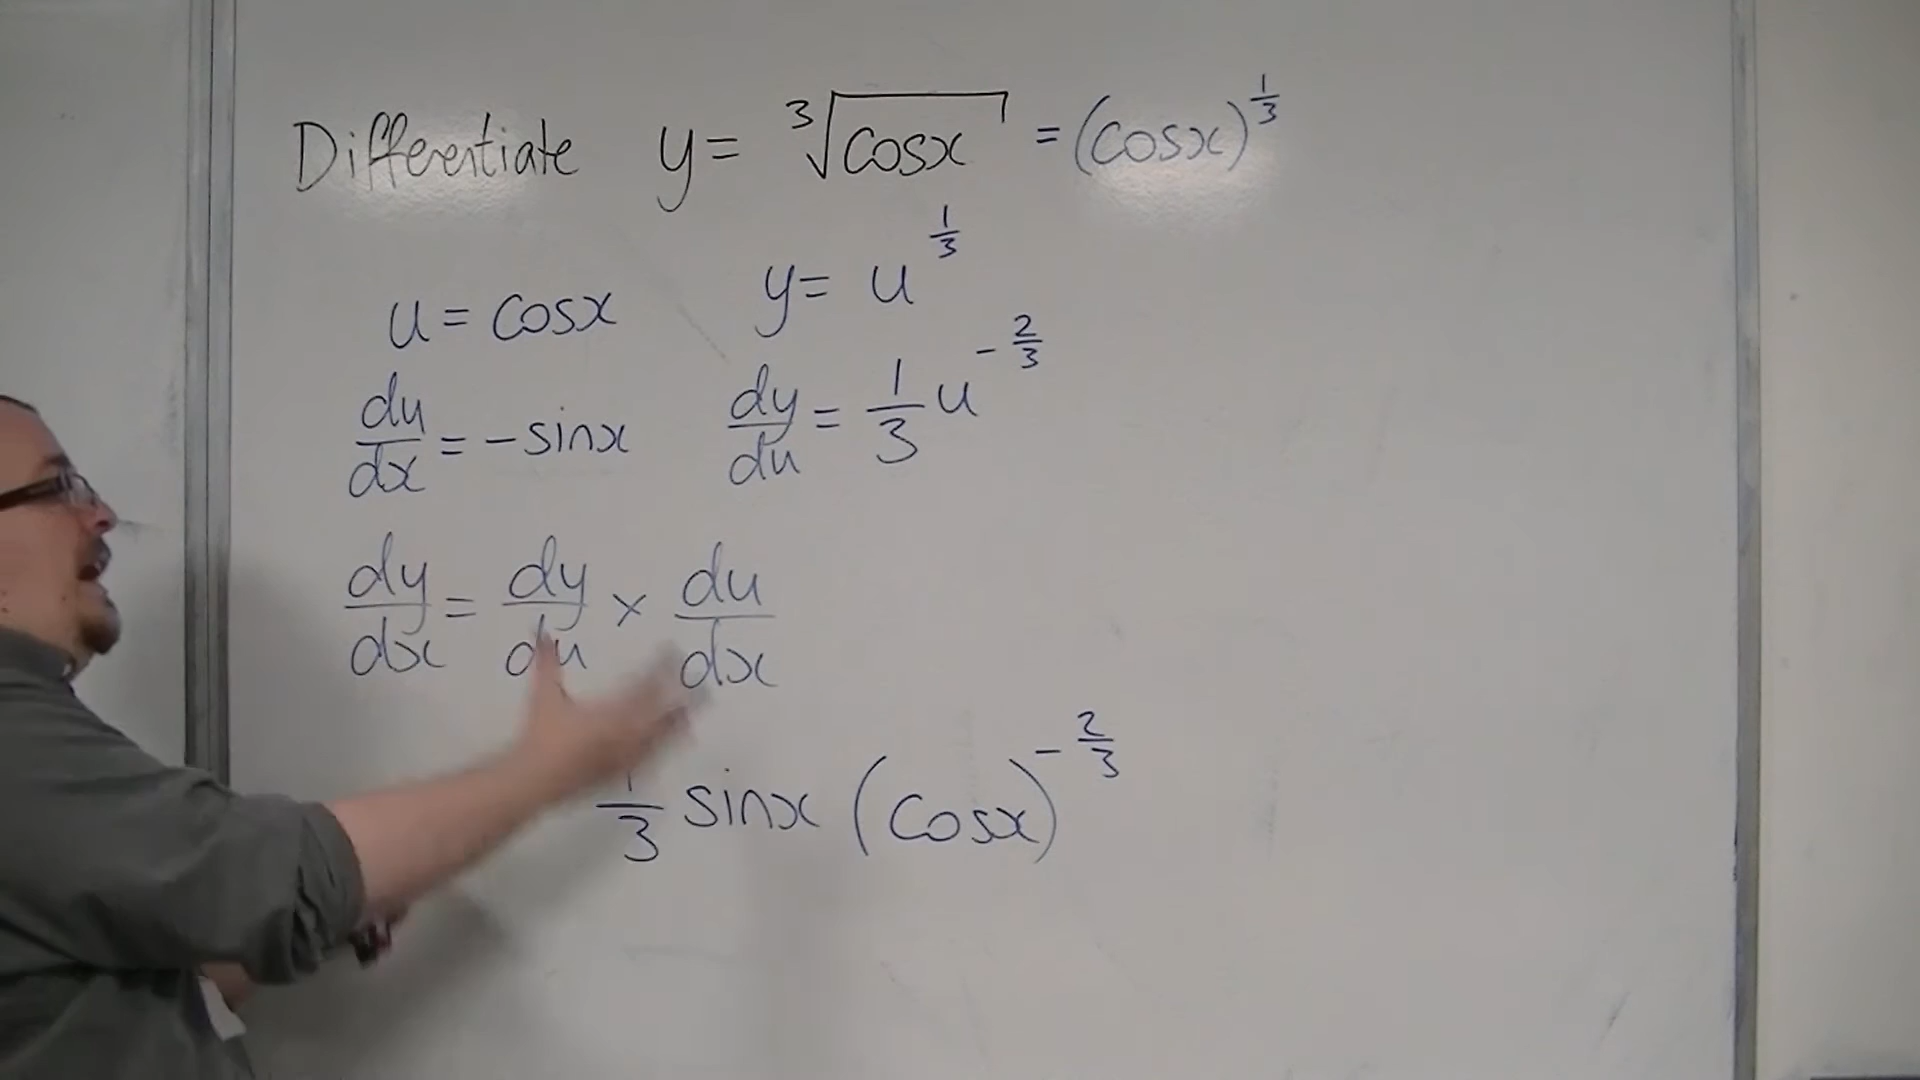 Differentiate y = ∛cosx = (cosx)^1/3
u = cosx y = u^1/3
du/dx = -sinx dy/du = 1/3 u^-2/3
dy/dx = dy/du × du/dx
1/3 sinx (cosx)^-2/3